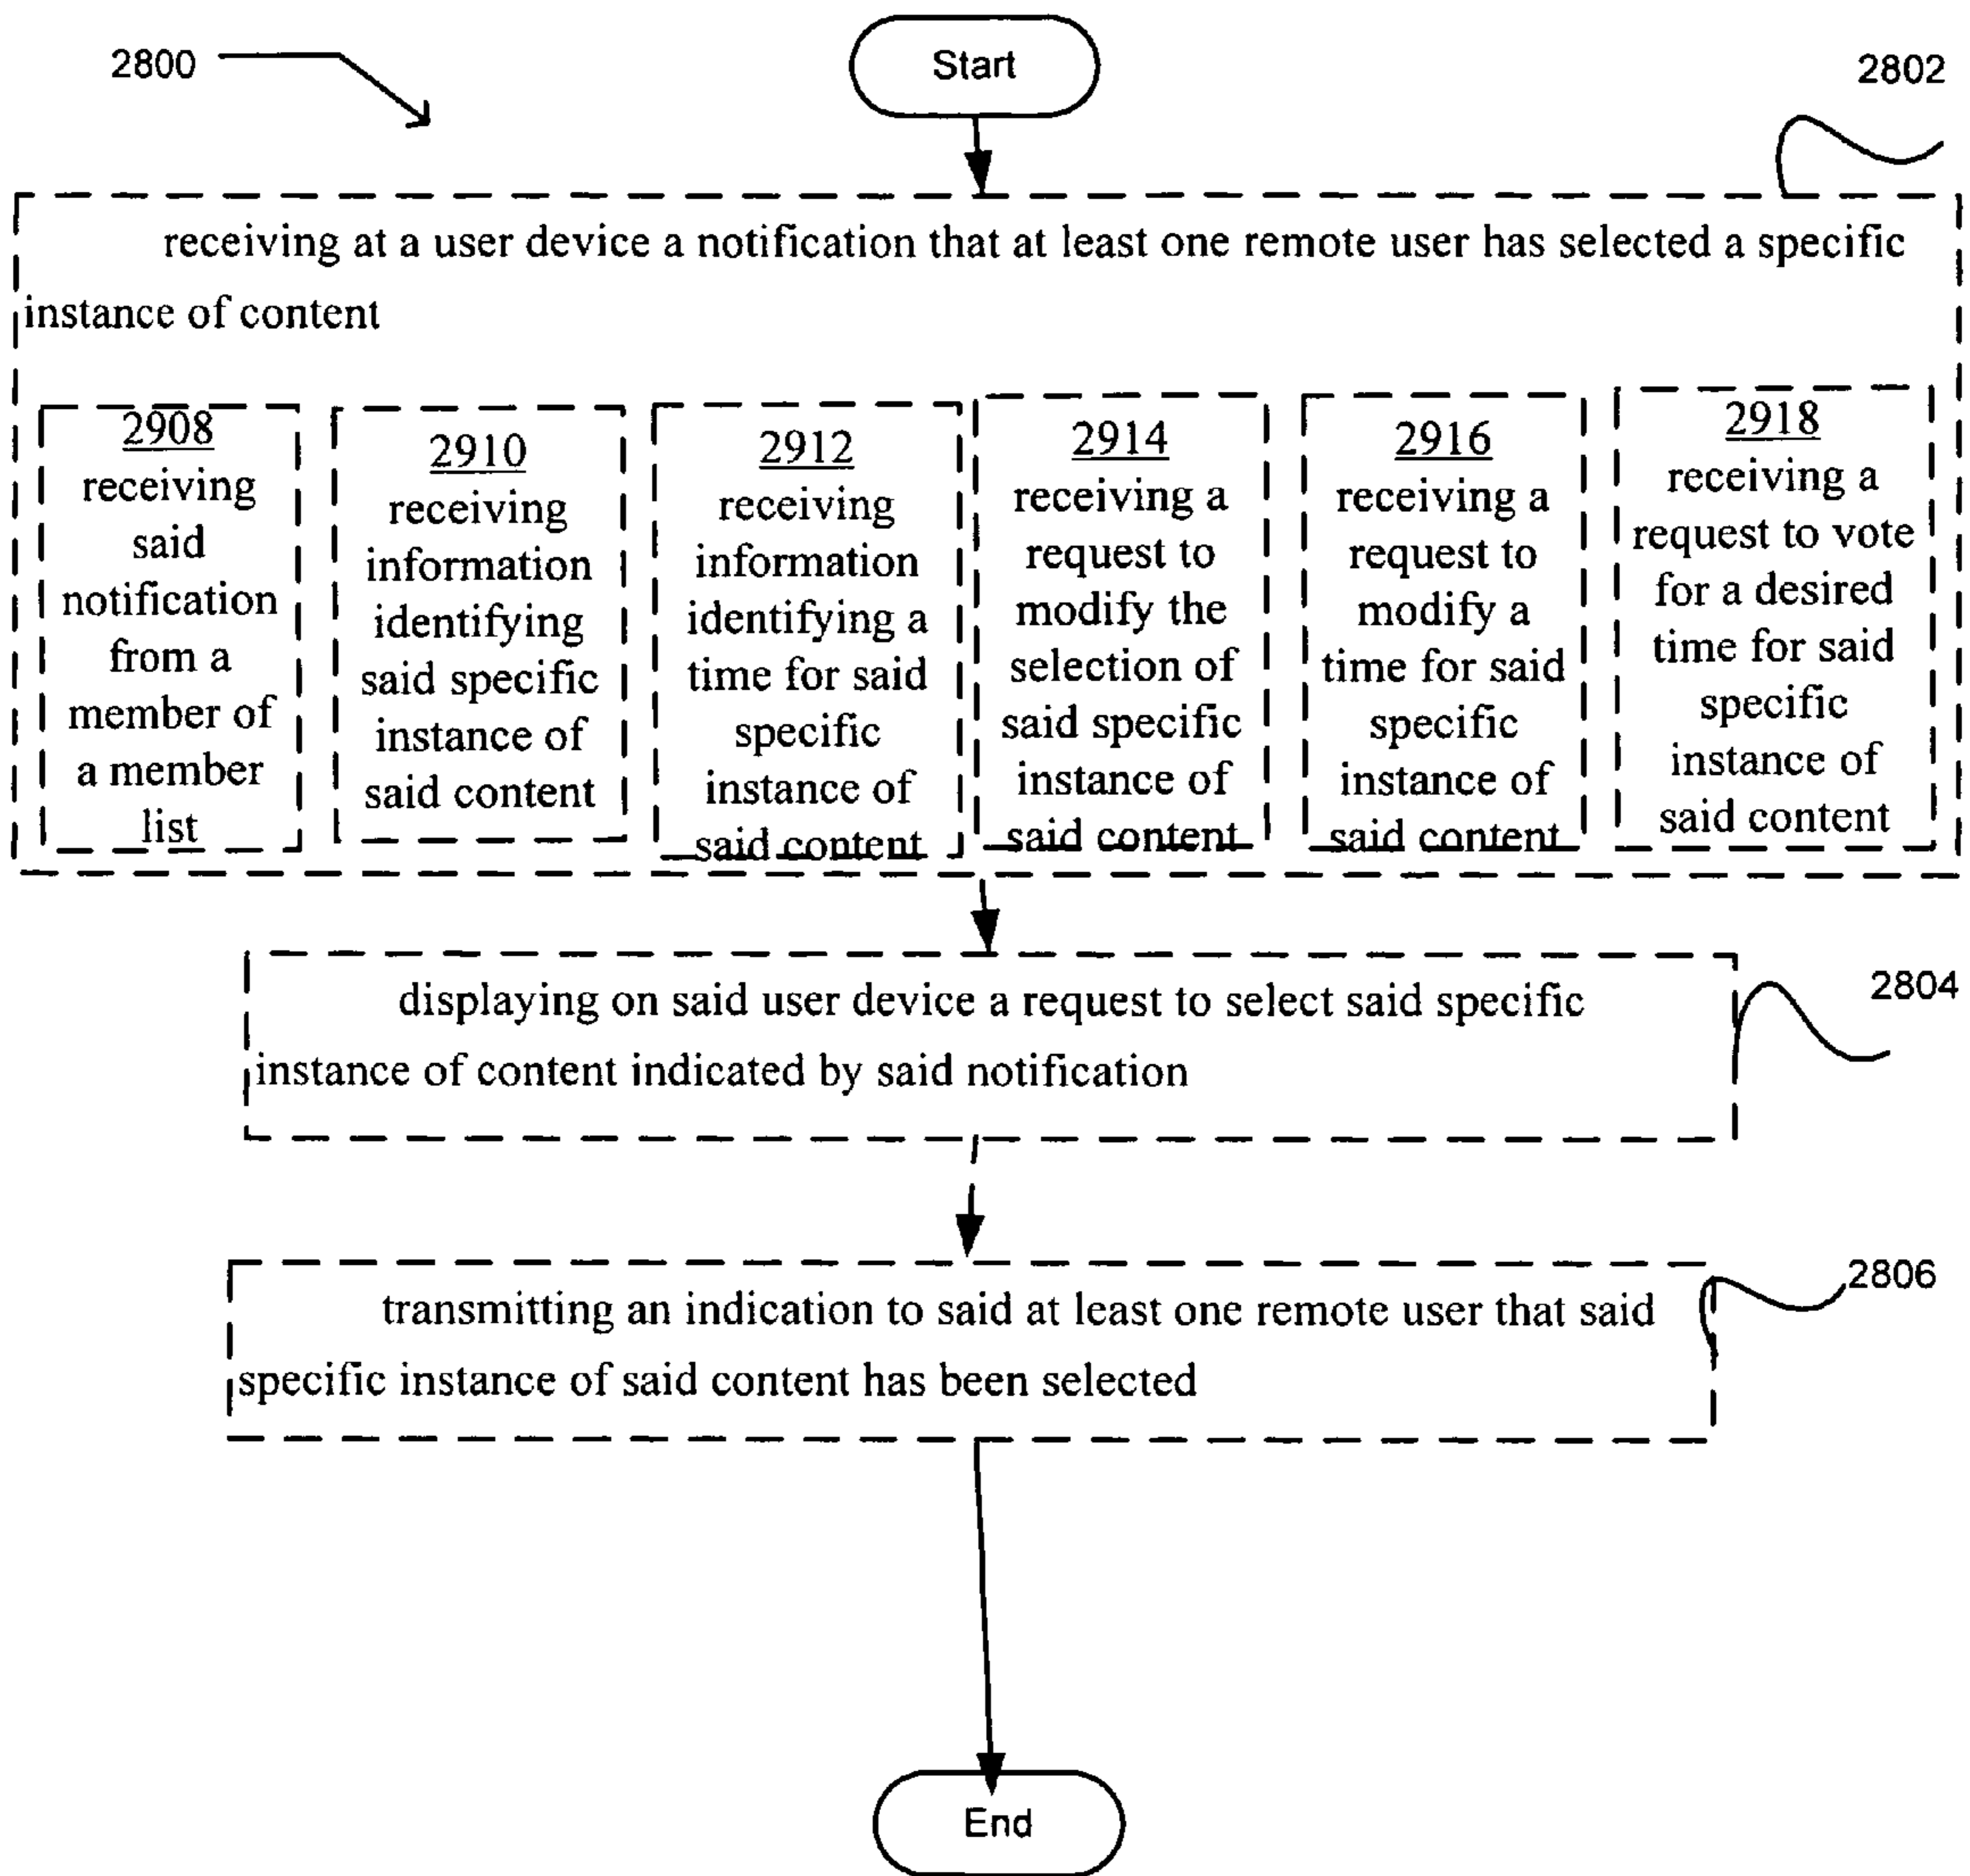 2800
Start
2802
receiving at a user device a notification that at least one remote user has selected a specific
instance of content
2908
receiving
said
notification
from a
member of
a member
list
2910
receiving
information
identifying
said specific
instance of
said content
2912
receiving
information
identifying a
time for said
specific
instance of
said content
2914
receiving a
request to
modify the
selection of
said specific
instance of
said content
2916
receiving a
request to
modify a
time for said
specific
instance of
said content
2918
receiving a
request to vote
for a desired
time for said
specific
instance of
said content
displaying on said user device a request to select said specific
instance of content indicated by said notification
2804
transmitting an indication to said at least one remote user that said
specific instance of said content has been selected
2806
End